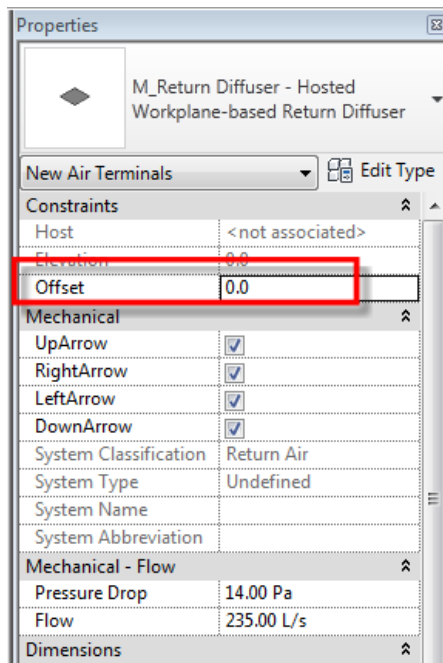 Properties
M_Return Diffuser - Hosted
Workplane-based Return Diffuser
New Air Terminals Edit Type
Constraints
Host <not associated>
Elevation 0.0
Offset 0.0
Mechanical
UpArrow
RightArrow
LeftArrow
DownArrow
System Classification Return Air
System Type Undefined
System Name
System Abbreviation
Mechanical - Flow
Pressure Drop 14.00 Pa
Flow 235.00 L/s
Dimensions